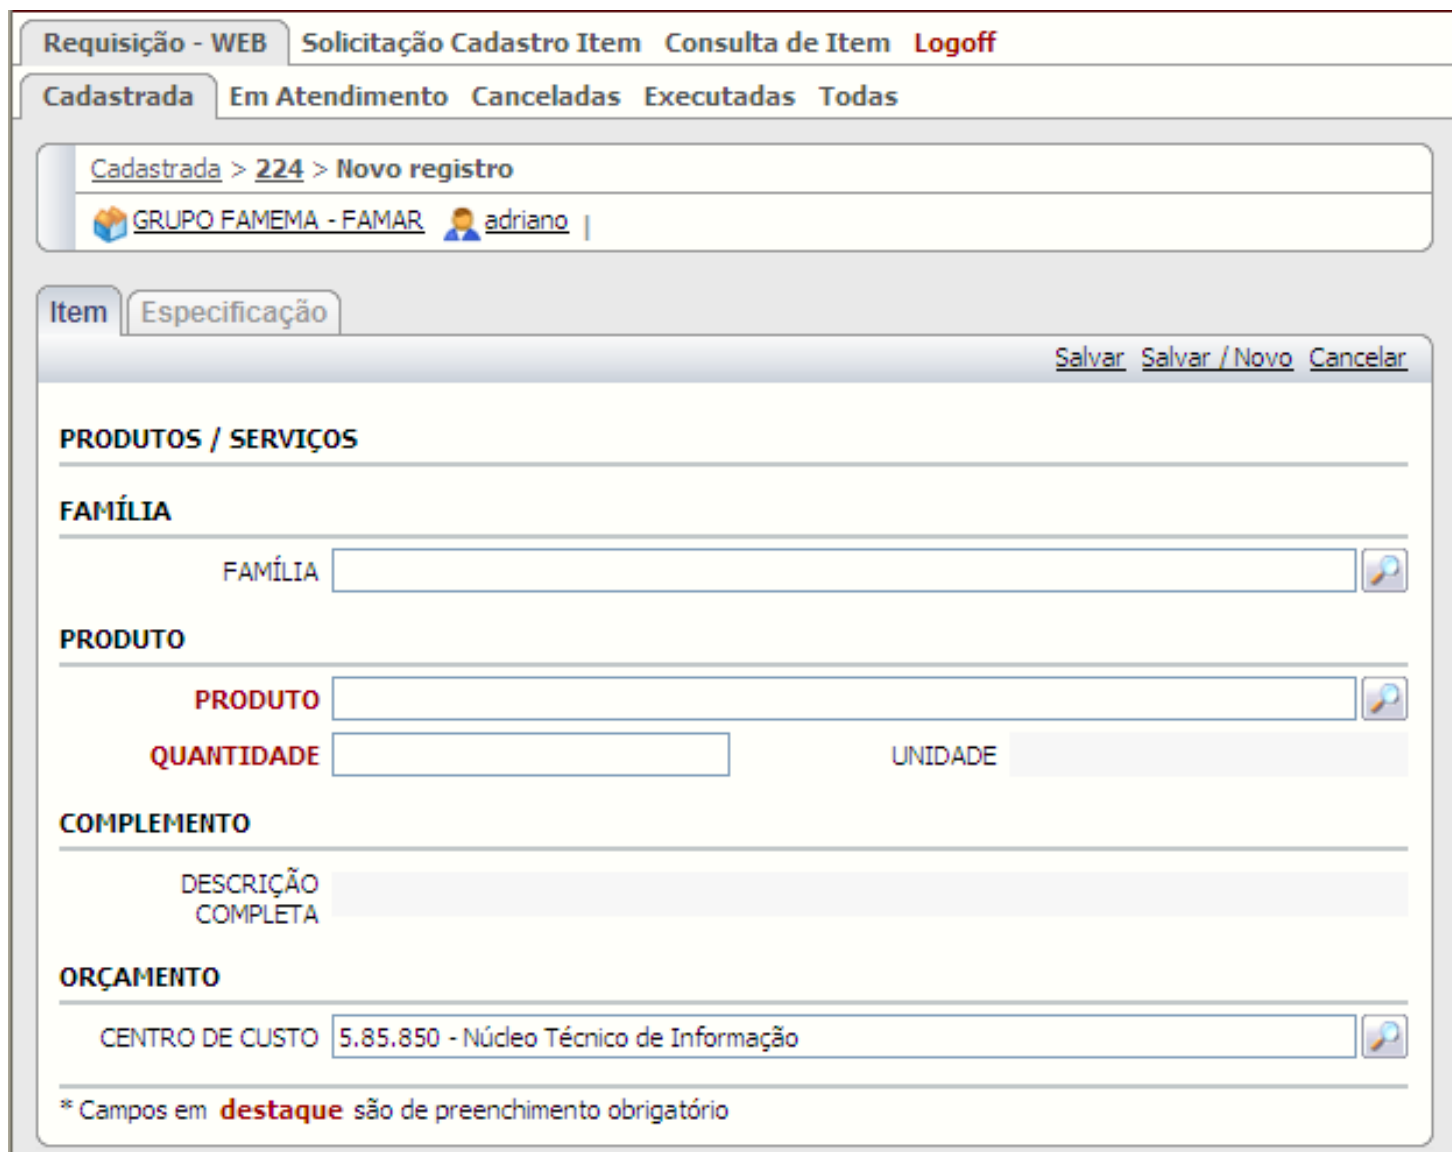 Requisição - WEB Solicitação Cadastro Item Consulta de Item Logoff
Cadastrada Em Atendimento Canceladas Executadas Todas
Cadastrada > 224 > Novo registro
GRUPO FAMEMA - FAMAR adriano |
Item Especificação
Salvar Salvar / Novo Cancelar
PRODUTOS / SERVIÇOS
FAMÍLIA
FAMÍLIA
PRODUTO
PRODUTO
QUANTIDADE UNIDADE
COMPLEMENTO
DESCRIÇÃO
COMPLETA
ORÇAMENTO
CENTRO DE CUSTO 5.85.850 - Núcleo Técnico de Informação
* Campos em destaque são de preenchimento obrigatório